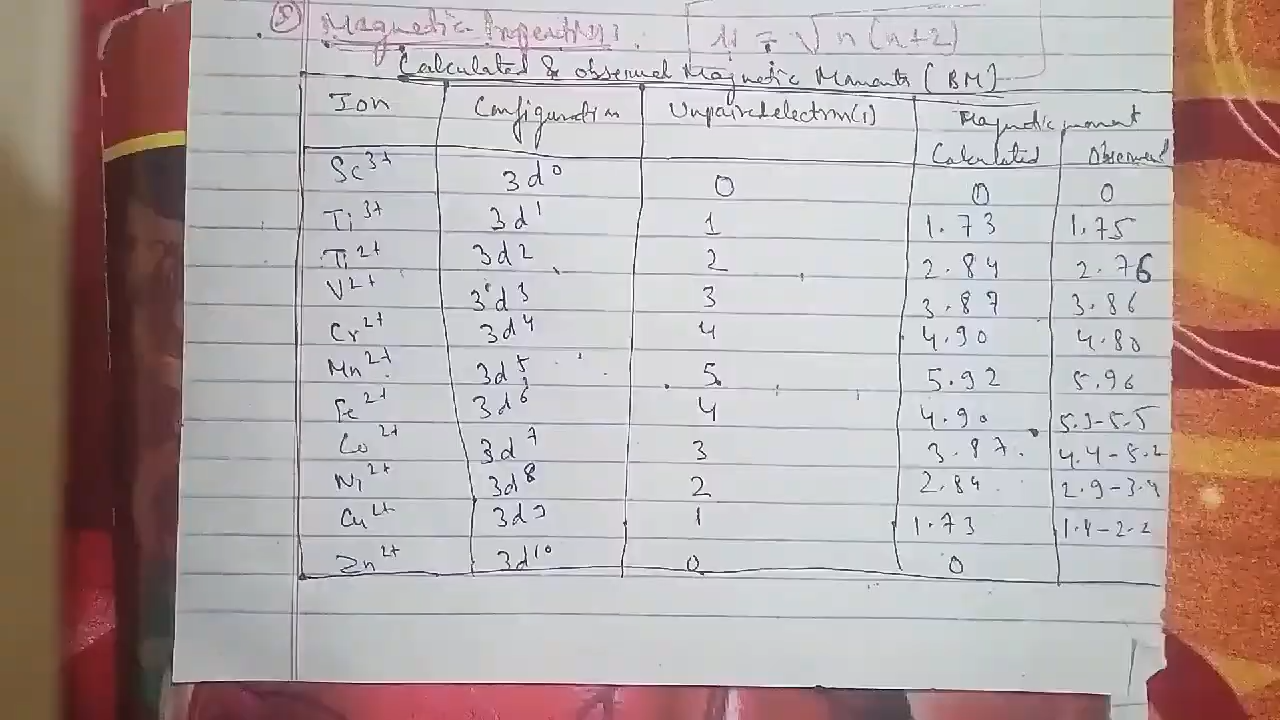 5) Magnetic Properties: μ = √n(n+2)
Calculated & observed Magnetic Moments (BM)
Ion Configuration Unpaired electron(s) Magnetic moment
Calculated Observed
Sc3+ 3d0 0 0 0
Ti3+ 3d1 1 1.73 1.75
Ti2+ 3d2 2 2.84 2.76
V2+ 3d3 3 3.87 3.86
Cr2+ 3d4 4 4.90 4.80
Mn2+ 3d5 5 5.92 5.96
Fe2+ 3d6 4 4.90 5.3-5.5
Co2+ 3d7 3 3.87 4.4-5.2
Ni2+ 3d8 2 2.84 2.9-3.4
Cu2+ 3d9 1 1.73 1.4-2.2
Zn2+ 3d10 0 0